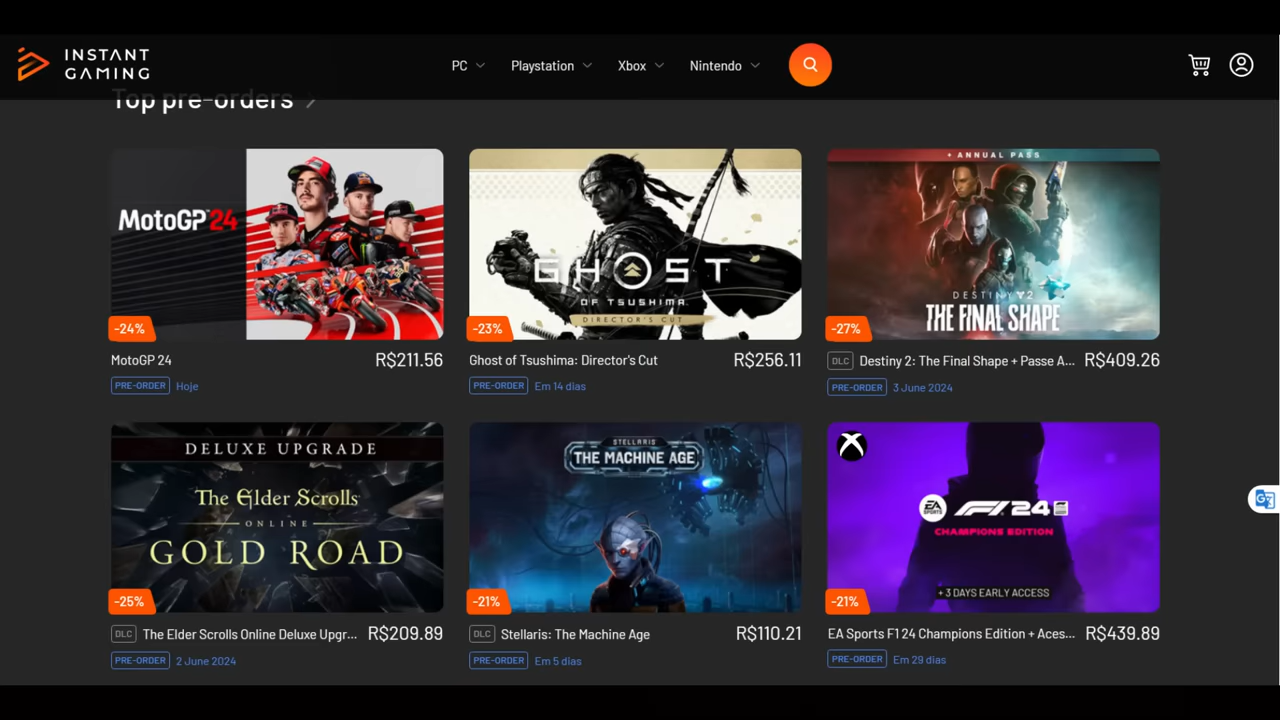 INSTANT
GAMING
PC
Playstation
Xbox
Nintendo
Top pre-orders
MotoGP 24
-24%
MotoGP 24
R$211.56
PRE-ORDER
Hoje
GHOST
OF TSUSHIMA
DIRECTOR'S CUT
-23%
Ghost of Tsushima: Director's Cut
R$256.11
PRE-ORDER
Em 14 dias
+ ANNUAL PASS
DESTINY 2
THE FINAL SHAPE
-27%
DLC
Destiny 2: The Final Shape + Passe A...
R$409.26
PRE-ORDER
3 June 2024
DELUXE UPGRADE
The Elder Scrolls
ONLINE
GOLD ROAD
-25%
DLC
The Elder Scrolls Online Deluxe Upgr...
R$209.89
PRE-ORDER
2 June 2024
STELLARIS
THE MACHINE AGE
-21%
DLC
Stellaris: The Machine Age
R$110.21
PRE-ORDER
Em 5 dias
EA
SPORTS
F1 24
CHAMPIONS EDITION
+ 3 DAYS EARLY ACCESS
-21%
EA Sports F1 24 Champions Edition + Aces...
R$439.89
PRE-ORDER
Em 29 dias